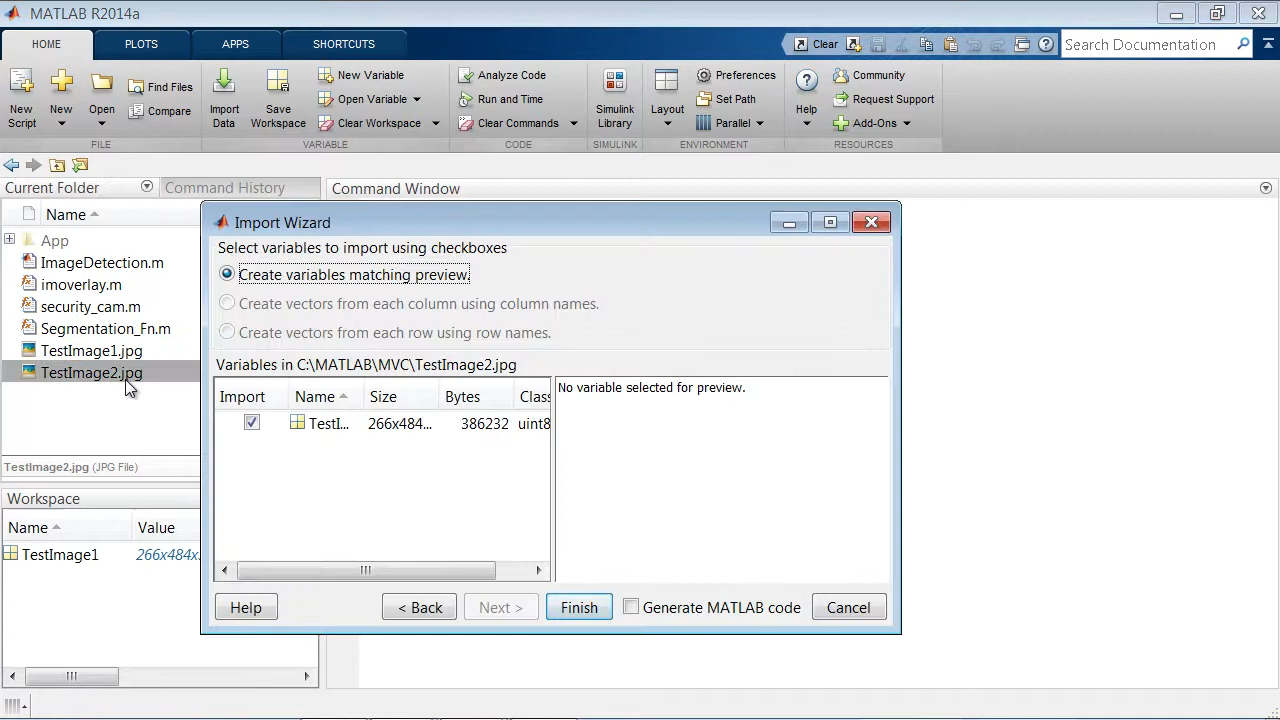 MATLAB R2014a
HOME PLOTS APPS SHORTCUTS
Clear
Search Documentation
New Script
New
Open
Find Files
Compare
FILE
Import Data
Save Workspace
New Variable
Open Variable
Clear Workspace
VARIABLE
Analyze Code
Run and Time
Clear Commands
CODE
Simulink Library
SIMULINK
Layout
Preferences
Set Path
Parallel
ENVIRONMENT
Help
Community
Request Support
Add-Ons
RESOURCES
Current Folder
Command History
Command Window
Name
App
ImageDetection.m
imoverlay.m
security_cam.m
Segmentation_Fn.m
TestImage1.jpg
TestImage2.jpg
TestImage2.jpg (JPG File)
Workspace
Name Value
TestImage1 266x484x.
Import Wizard
Select variables to import using checkboxes
Create variables matching preview.
Create vectors from each column using column names.
Create vectors from each row using row names.
Variables in C:\MATLAB\MVC\TestImage2.jpg
Import Name Size Bytes Class
TestI... 266x484... 386232 uint8
No variable selected for preview.
Help < Back Next > Finish Generate MATLAB code Cancel